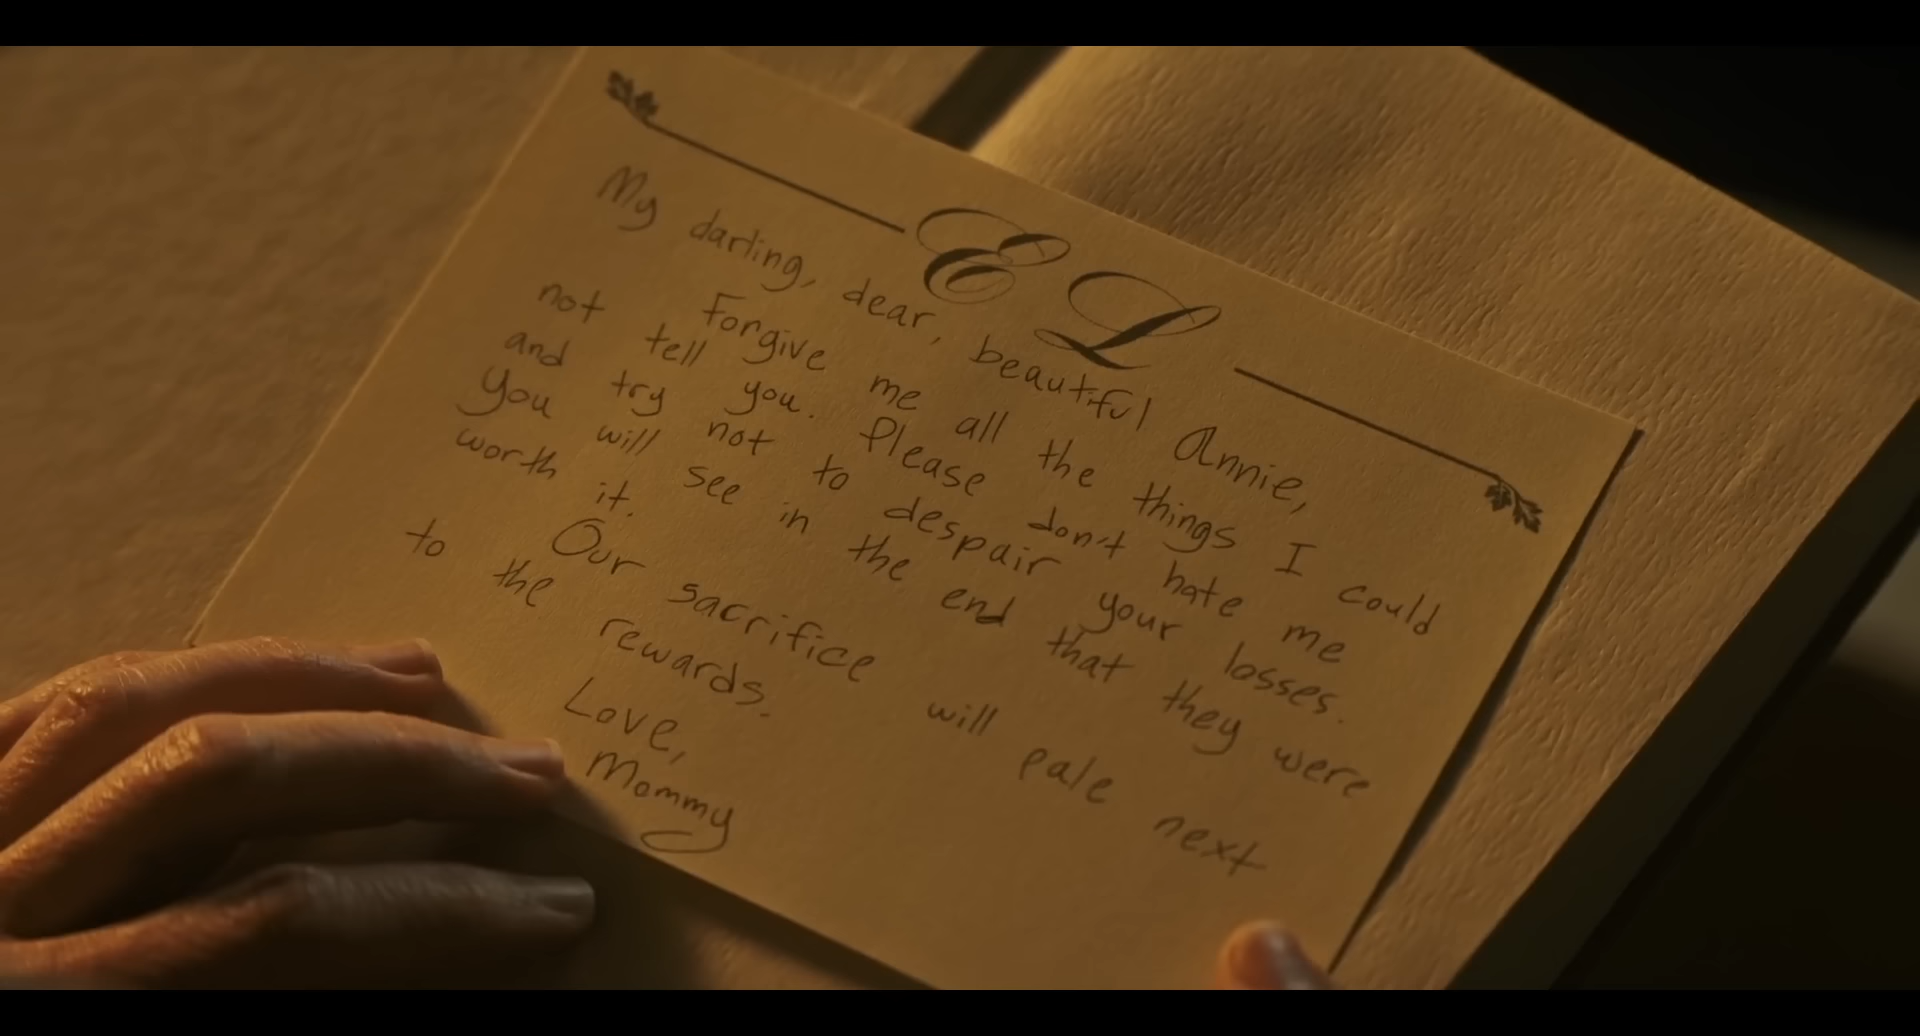 E L
My darling, dear, beautiful Annie,
Forgive me all the things I could
not tell you. Please don't hate me
and try not to despair your losses.
You will see in the end that they were
worth it.
Our sacrifice will pale next
to the rewards.
Love,
Mommy